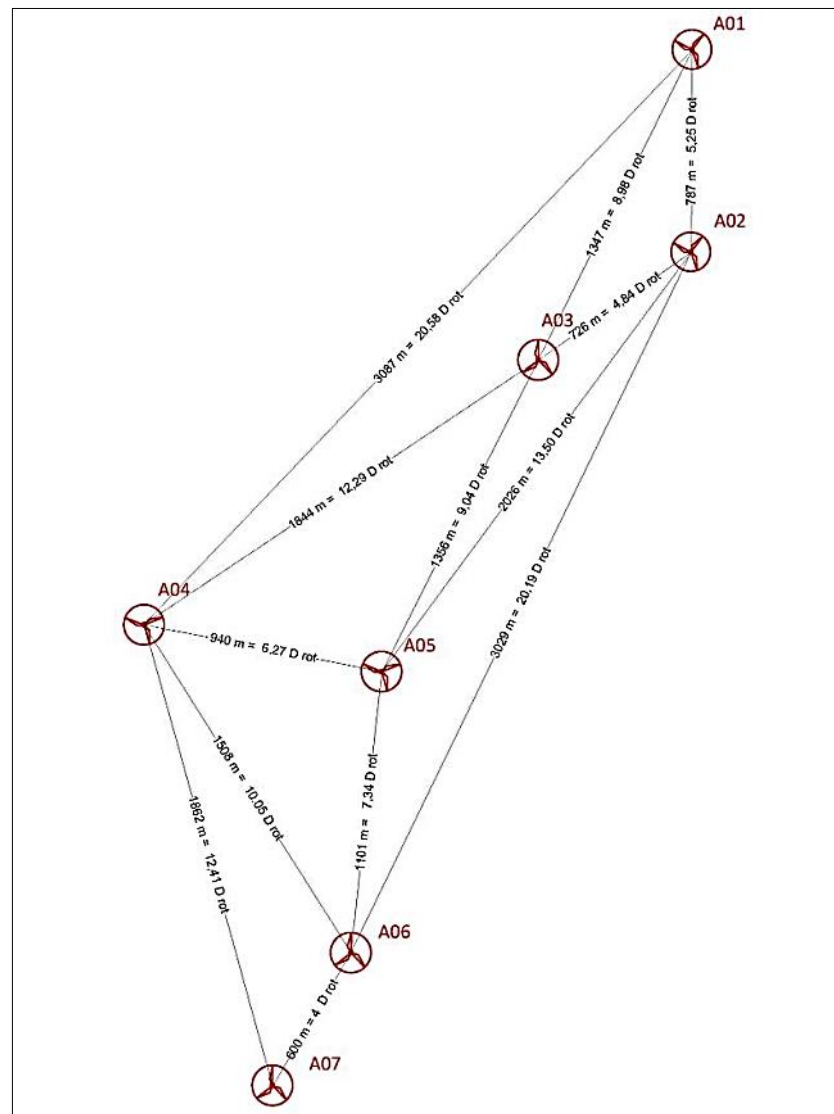 A01
787 m = 5,25 D rot
1347 m = 8,98 D rot
A02
3087 m = 20,58 D rot
A03
726 m = 4,84 D rot
1844 m = 12,29 D rot
1356 m = 9,04 D rot
2026 m = 13,50 D rot
3029 m = 20,19 D rot
A04
940 m = 6,27 D rot
A05
1508 m = 10,05 D rot
1862 m = 12,41 D rot
1101 m = 7,34 D rot
A06
600 m = 4 D rot
A07